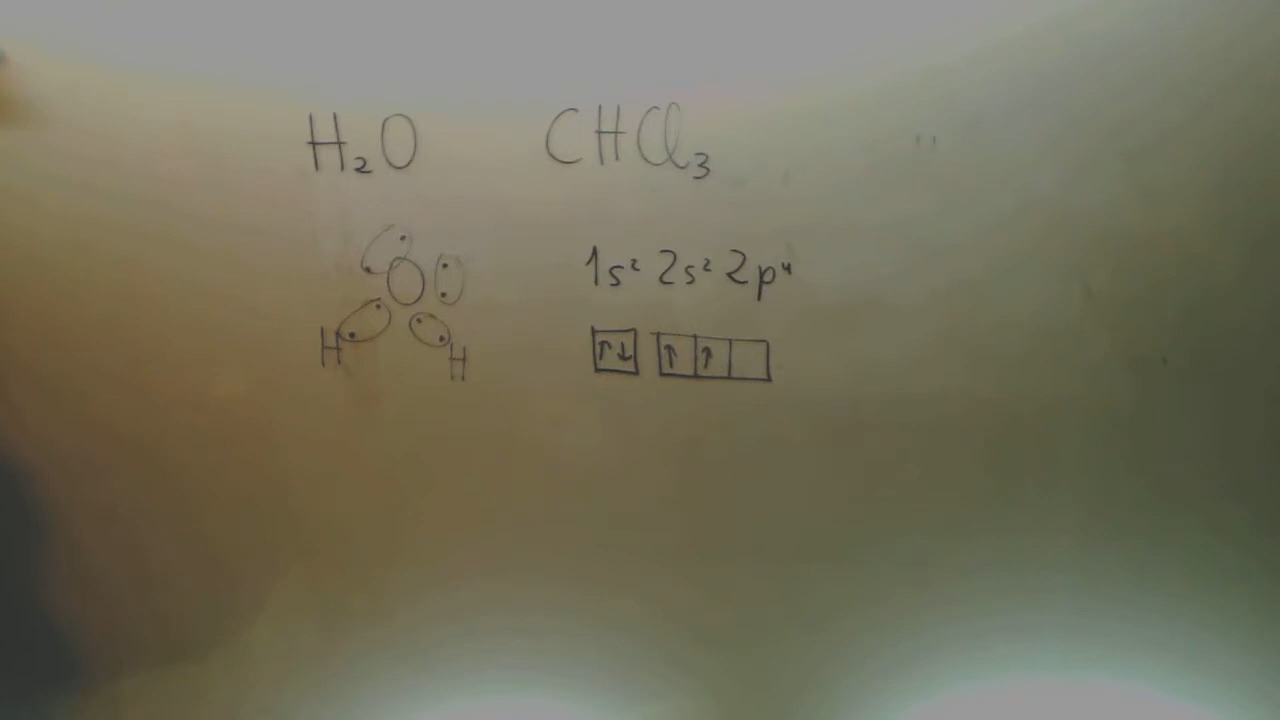 H₂O CHCl₃
O 1s² 2s² 2p⁴
H H ↑↓ ↑ ↑